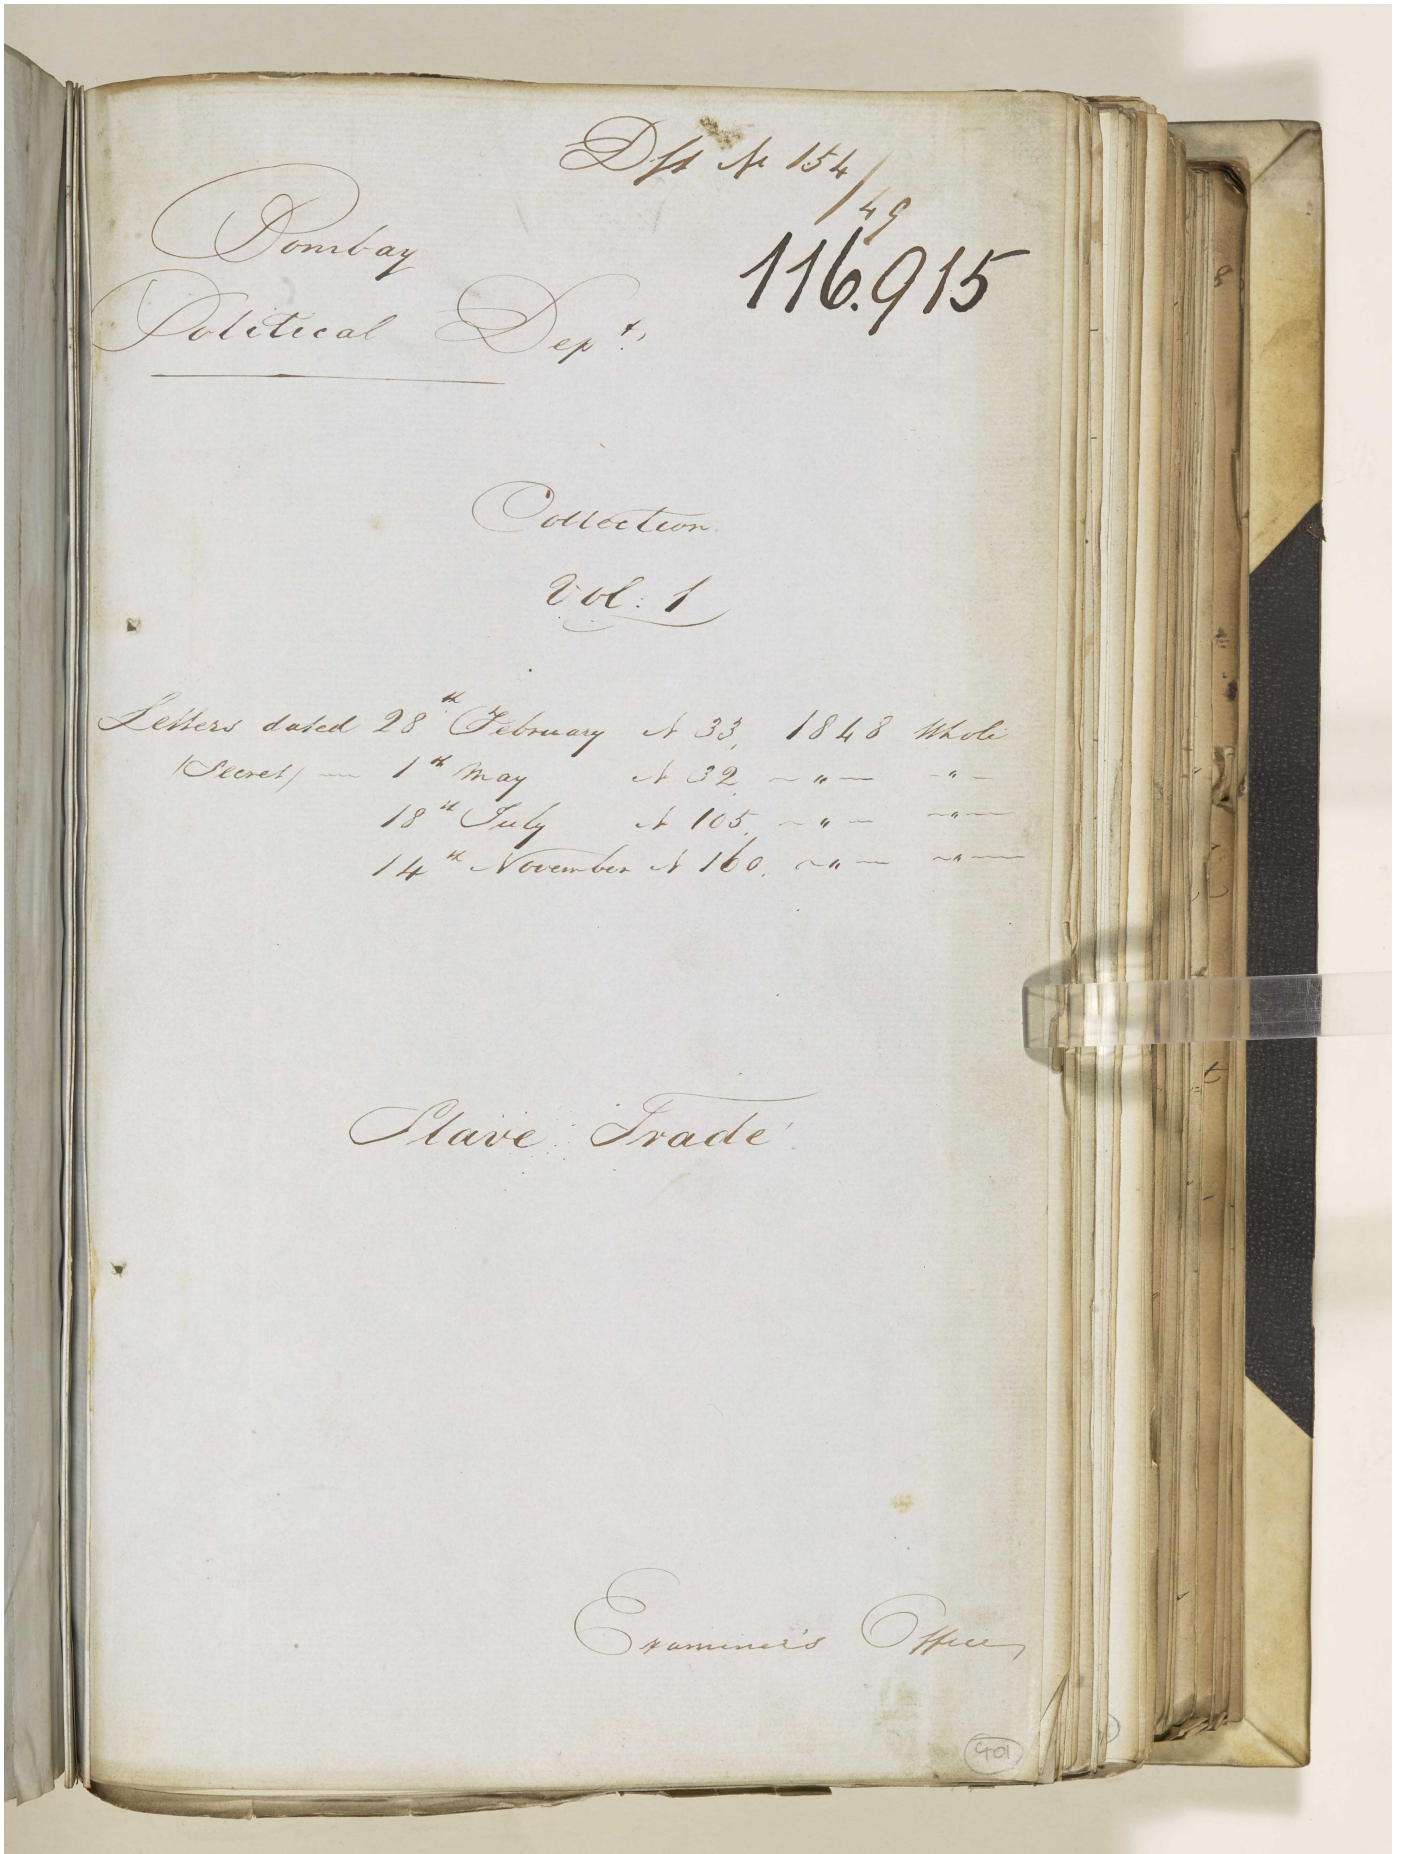 Dft No 154/49
Bombay
116.915
Political Dept.
Collection
Vol: 1
Letters dated 28th February No 33, 1848 Whole
(Secret) — 1st May No 32 — " — — " —
18th July No 105, — " — — " —
14th November No 160, — " — — " —
Slave Trade
Examiner's Office
401